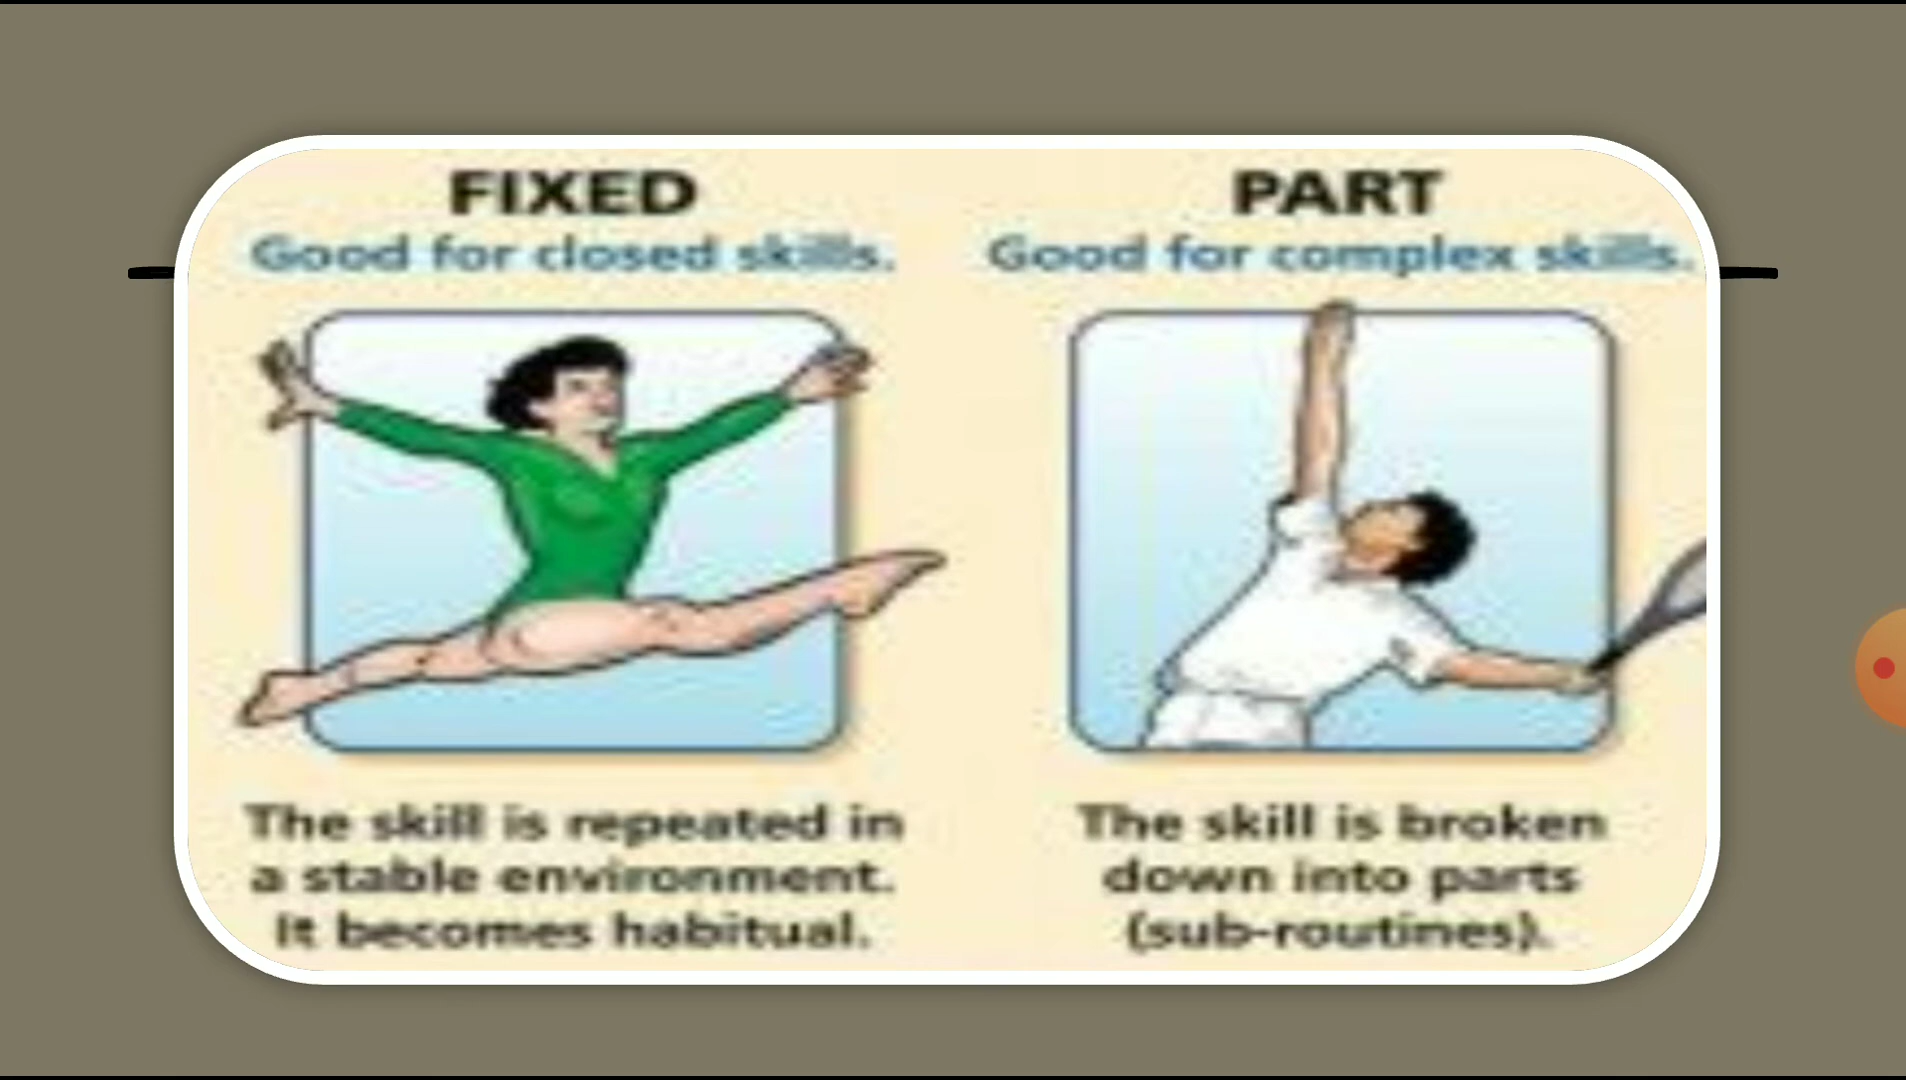 FIXED
Good for closed skills.
The skill is repeated in
a stable environment.
It becomes habitual.
PART
Good for complex skills.
The skill is broken
down into parts
(sub-routines).